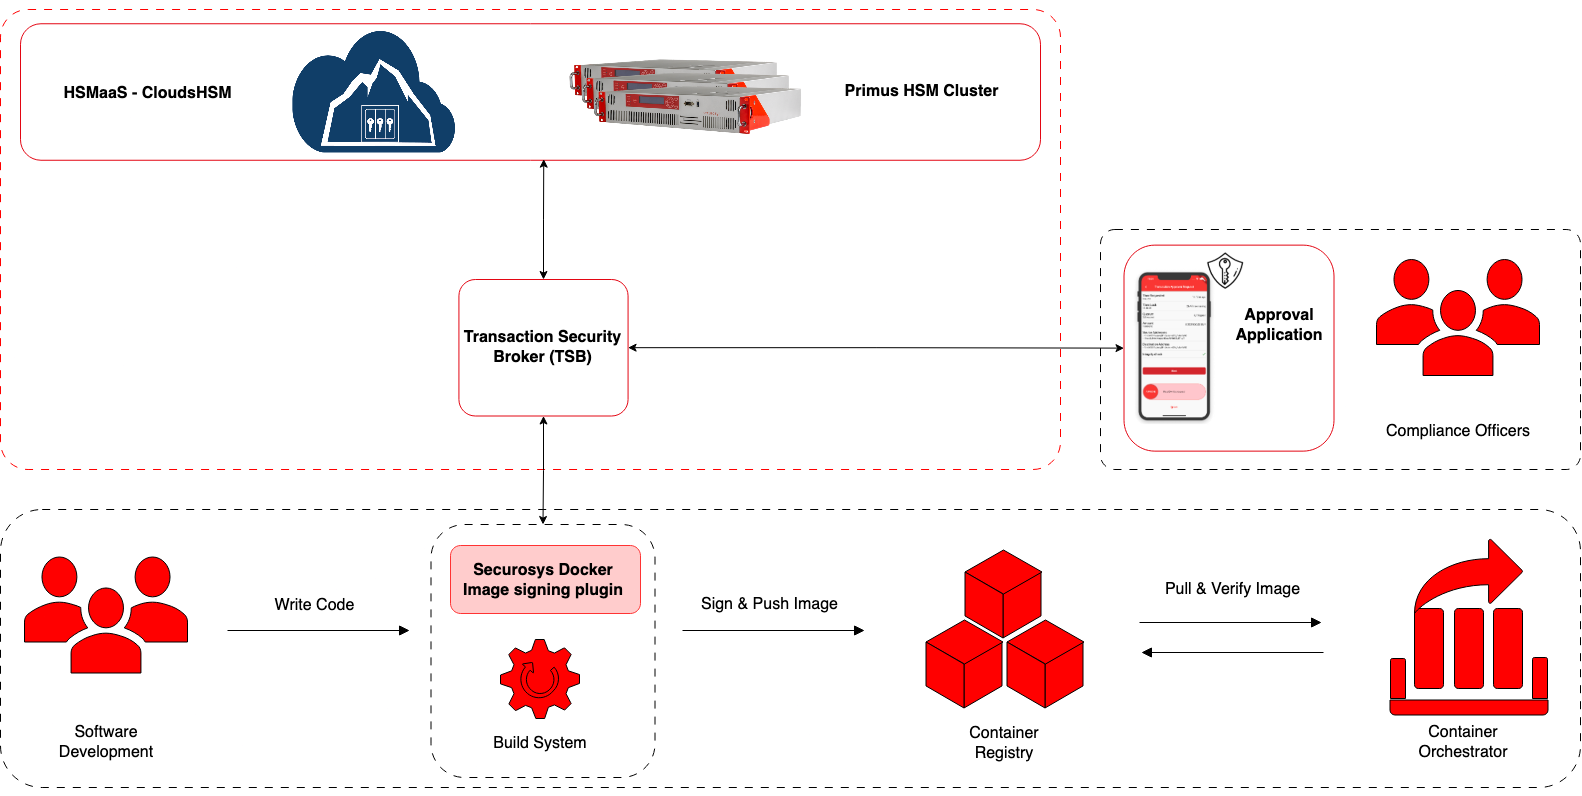 HSMaaS - CloudsHSM
Primus HSM Cluster
Transaction Security
Broker (TSB)
Approval
Application
Compliance Officers
Securosys Docker
Image signing plugin
Write Code
Sign & Push Image
Pull & Verify Image
Software
Development
Build System
Container
Registry
Container
Orchestrator